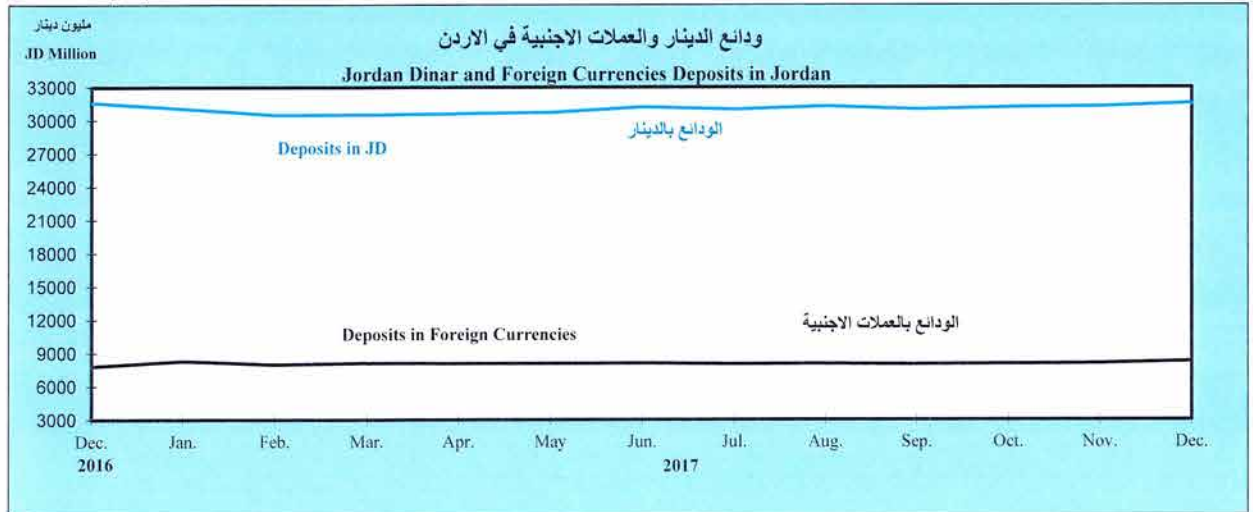 مليون دينار
JD Million
ودائع الدينار والعملات الاجنبية في الاردن
Jordan Dinar and Foreign Currencies Deposits in Jordan
33000
30000
27000
24000
21000
18000
15000
12000
9000
6000
3000
Deposits in JD
الودائع بالدينار
Deposits in Foreign Currencies
الودائع بالعملات الاجنبية
Dec. Jan. Feb. Mar. Apr. May Jun. Jul. Aug. Sep. Oct. Nov. Dec.
2016 2017